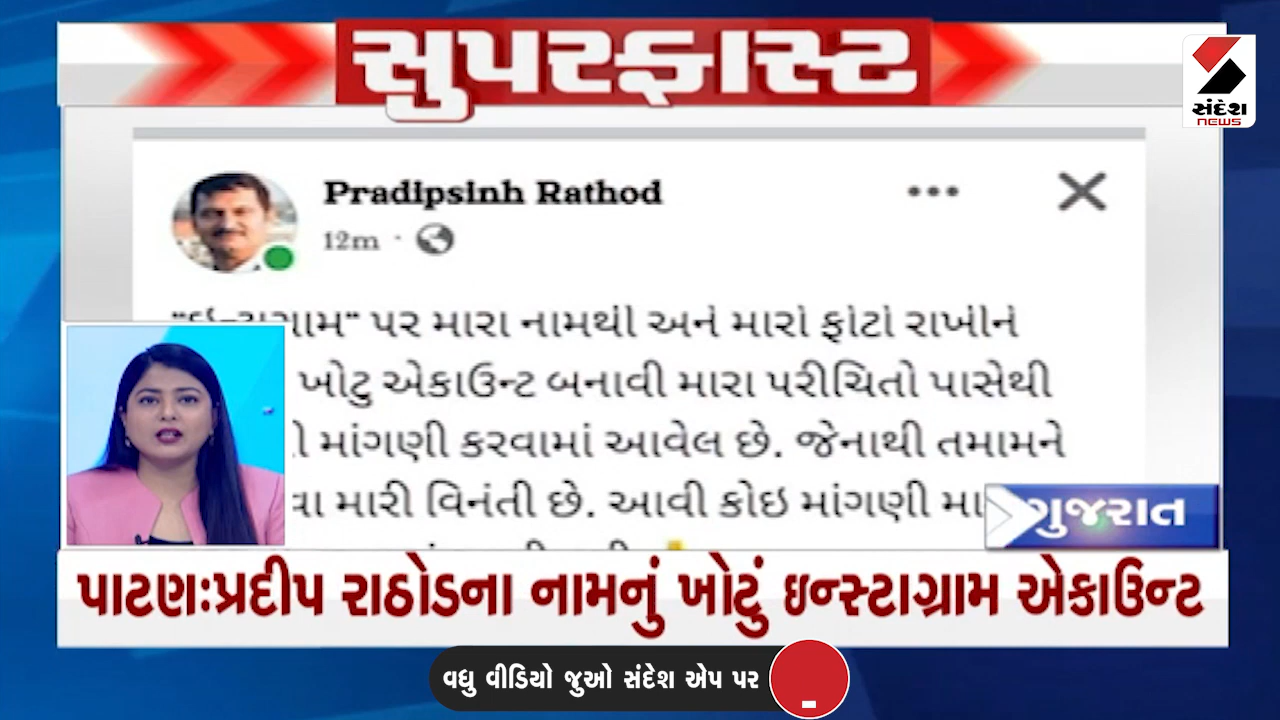 સુપરફાસ્ટ
સંદેશ
NEWS
Pradipsinh Rathod
12m ·
પર મારા નામથી અને મારો ફોટો રાખીને
ખોટુ એકાઉન્ટ બનાવી મારા પરીચિતો પાસેથી
માંગણી કરવામાં આવેલ છે. જેનાથી તમામને
મારી વિનંતી છે. આવી કોઇ માંગણી
ગુજરાત
પાટણઃપ્રદીપ રાઠોડના નામનું ખોટું ઇન્સ્ટાગ્રામ એકાઉન્ટ
વધુ વીડિયો જુઓ સંદેશ એપ પર